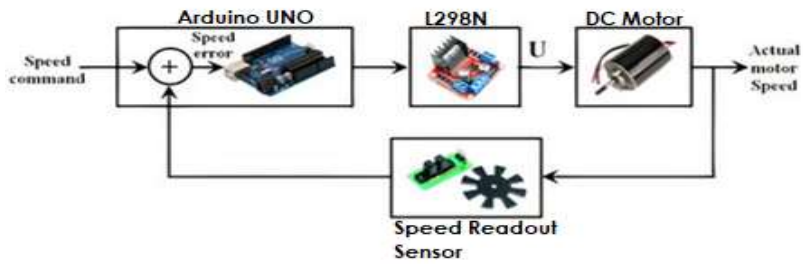 Arduino UNO
L298N
DC Motor
Speed
command
+
Speed
error
U
Actual
motor
Speed
Speed Readout
Sensor